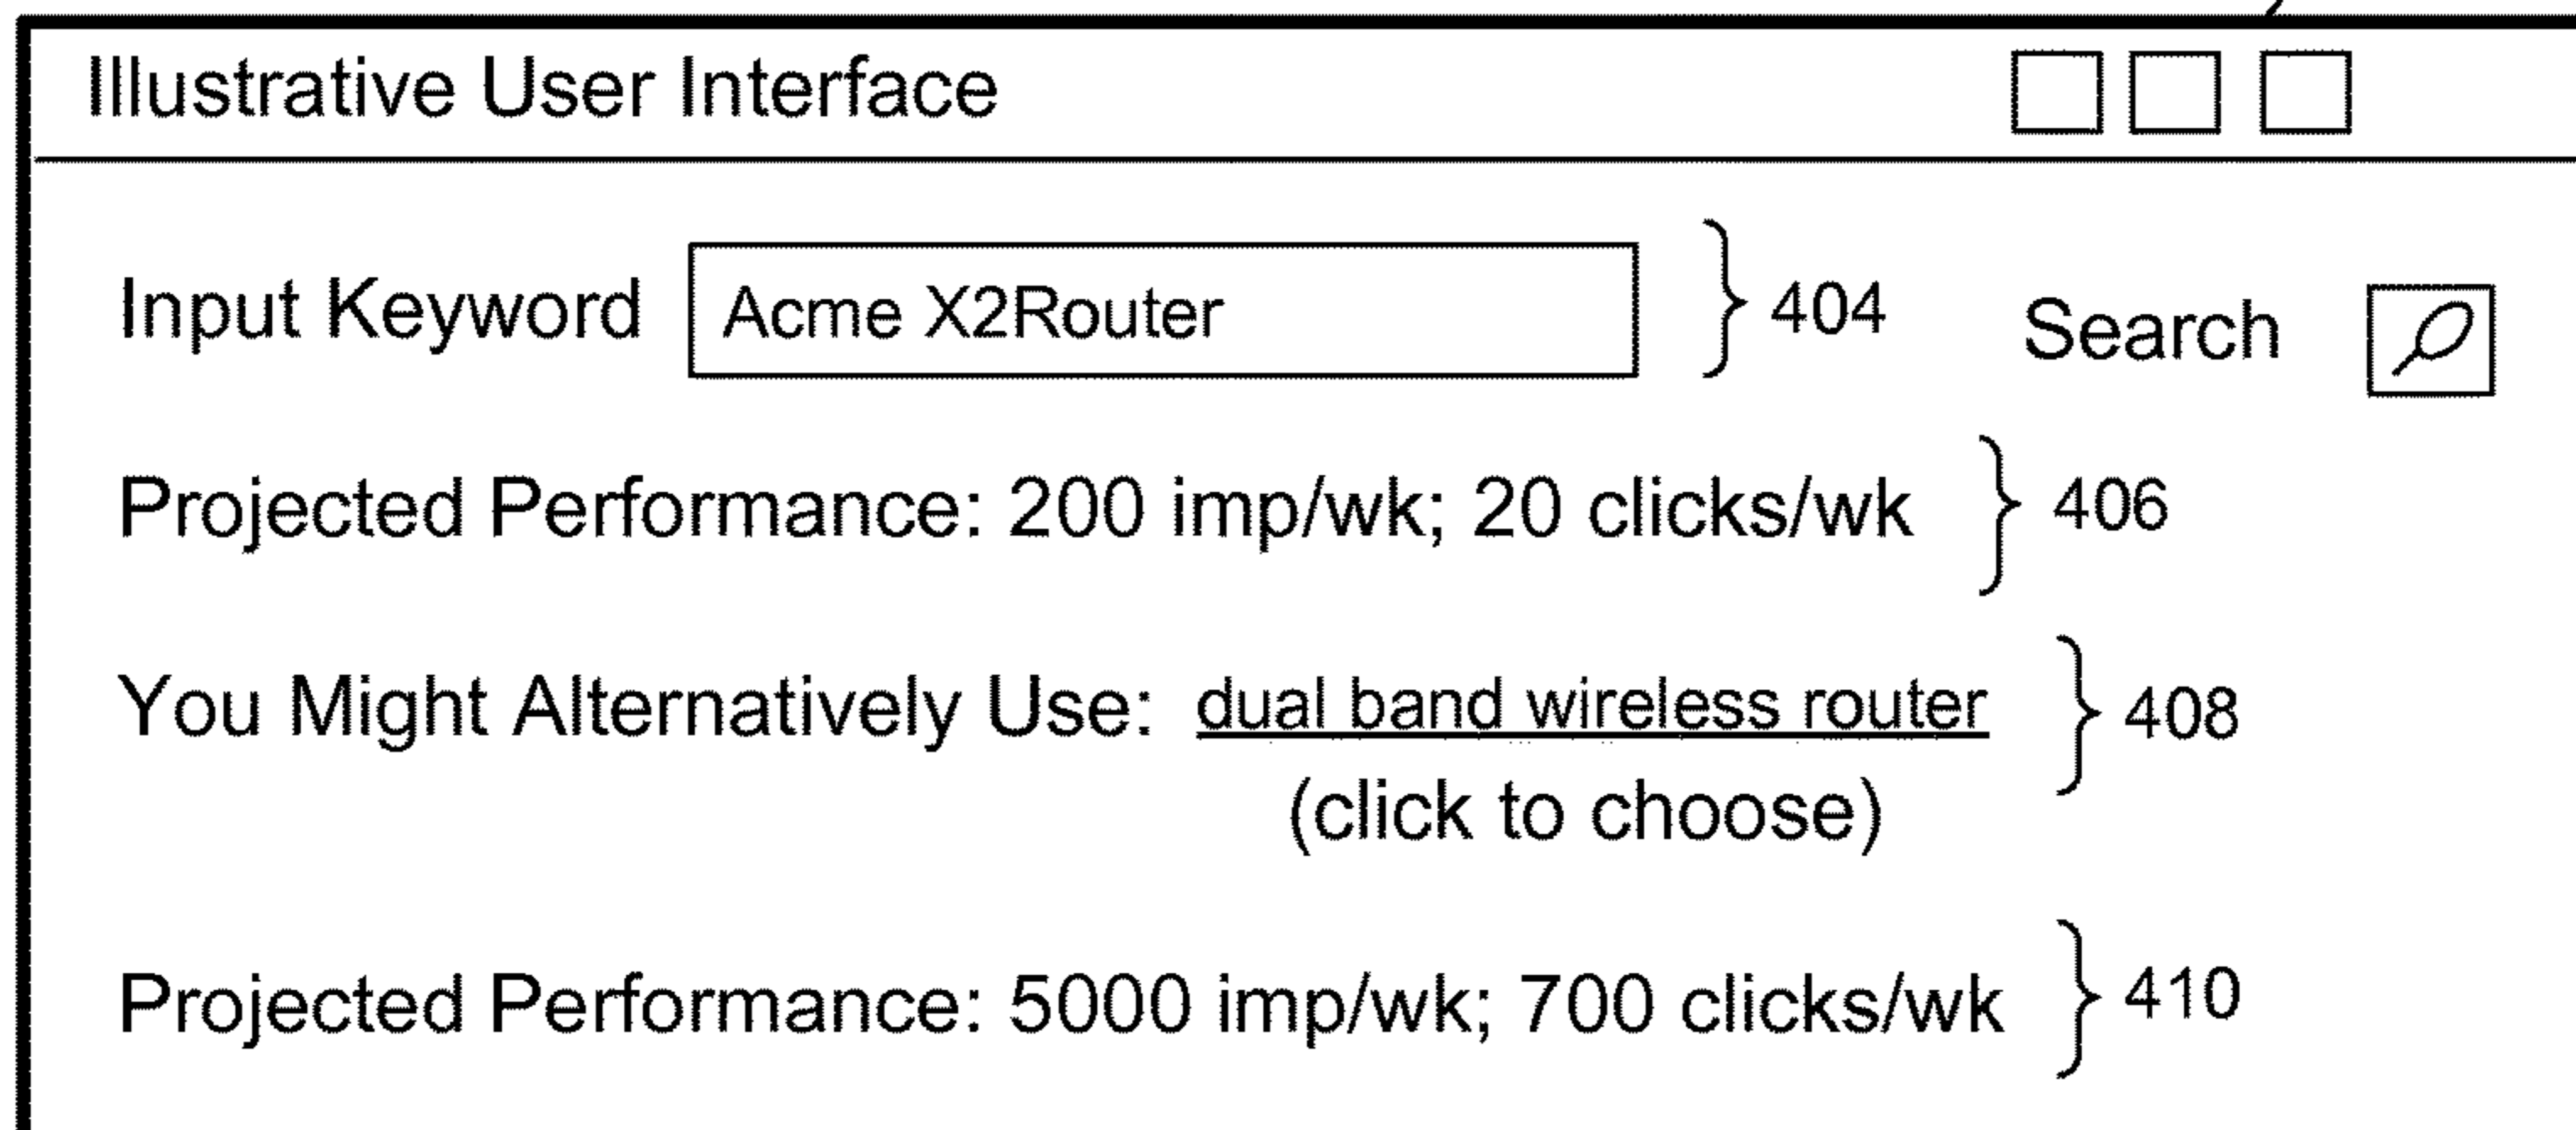 Illustrative User Interface
Input Keyword Acme X2Router 404 Search
Projected Performance: 200 imp/wk; 20 clicks/wk 406
You Might Alternatively Use: dual band wireless router 408
(click to choose)
Projected Performance: 5000 imp/wk; 700 clicks/wk 410